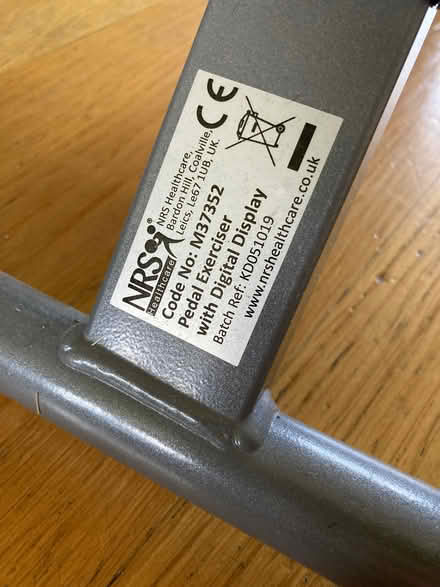 NRS®
Healthcare
NRS Healthcare,
Bardon Hill, Coalville,
Leics, Le67 1UB, UK.
CE
Code No: M37352
Pedal Exerciser
with Digital Display
Batch Ref: KD051019
www.nrshealthcare.co.uk